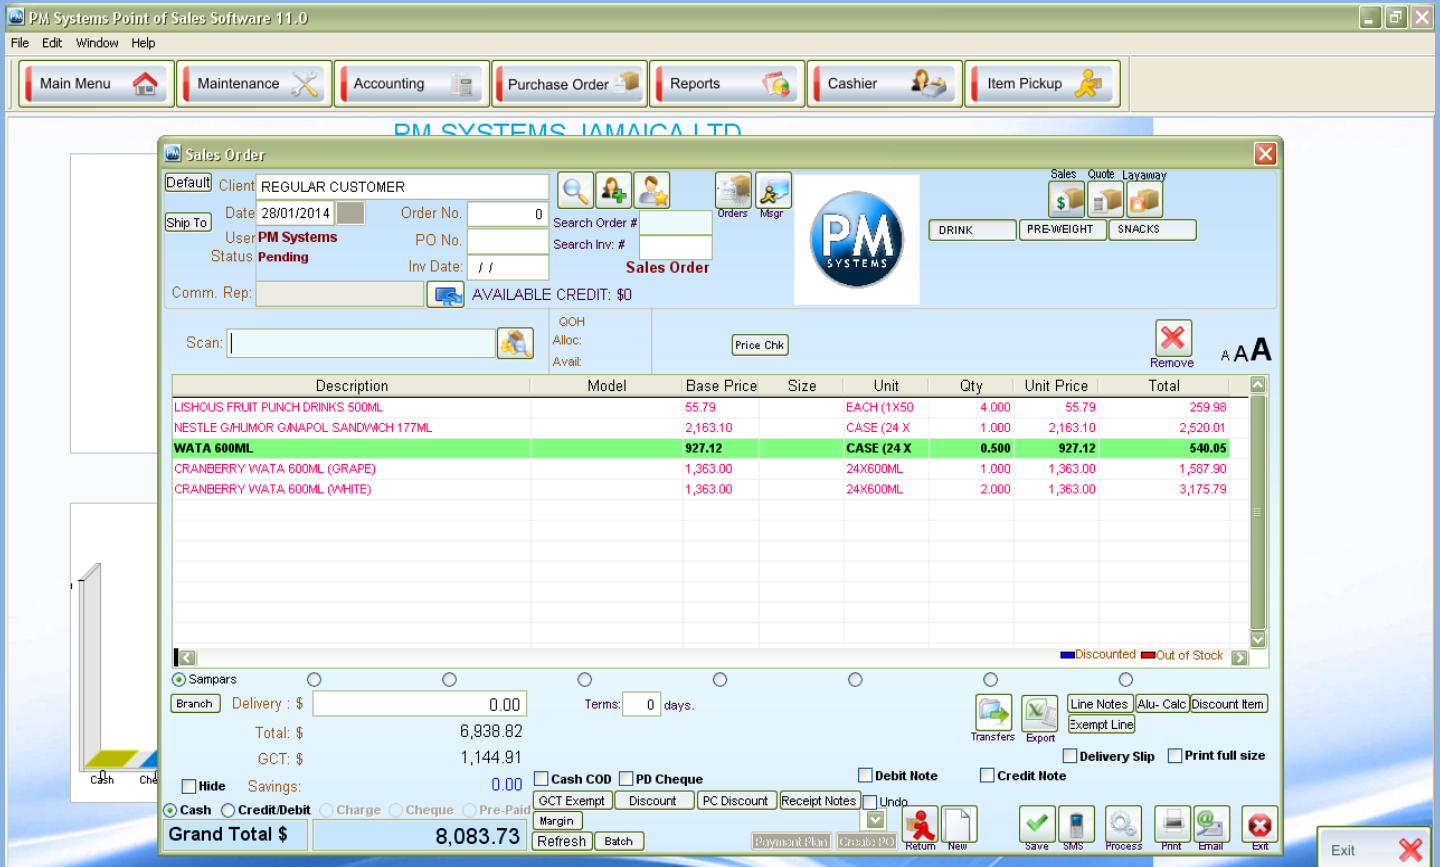 PM Systems Point of Sales Software 11.0
File Edit Window Help
Main Menu Maintenance Accounting Purchase Order Reports Cashier Item Pickup
PM SYSTEMS JAMAICA LTD
Sales Order
Default Client REGULAR CUSTOMER
Sales Quote Layaway
Ship To Date 28/01/2014 Order No. 0
Orders Msgr
Search Order #
DRINK PRE-WEIGHT SNACKS
User PM Systems PO No. Search Inv: #
PM SYSTEMS
Status Pending Inv Date: / / Sales Order
Comm. Rep: AVAILABLE CREDIT: $0
QOH
Scan: Alloc: Price Chk
Avail: Remove A A A
Description Model Base Price Size Unit Qty Unit Price Total
LISHOUS FRUIT PUNCH DRINKS 500ML 55.79 EACH (1X50 4.000 55.79 259.98
NESTLE G/HUMOR G/NAPOL SANDWICH 177ML 2,163.10 CASE (24 X 1.000 2,163.10 2,520.01
WATA 600ML 927.12 CASE (24 X 0.500 927.12 540.05
CRANBERRY WATA 600ML (GRAPE) 1,363.00 24X600ML 1.000 1,363.00 1,587.90
CRANBERRY WATA 600ML (WHITE) 1,363.00 24X600ML 2.000 1,363.00 3,175.79
Discounted Out of Stock
Sampars
Branch Delivery : $ 0.00 Terms: 0 days.
Line Notes Alu- Calc Discount Item
Total: $ 6,938.82
Transfers Export Exempt Line
GCT: $ 1,144.91
Delivery Slip Print full size
Hide Savings: 0.00 Cash COD PD Cheque Debit Note Credit Note
Cash Credit/Debit Charge Cheque Pre-Paid GCT Exempt Discount PC Discount Receipt Notes Undo
Margin
Grand Total $ 8,083.73 Refresh Batch Payment Plan Create PO Return New Save SMS Process Print Email Exit
Cash
Exit